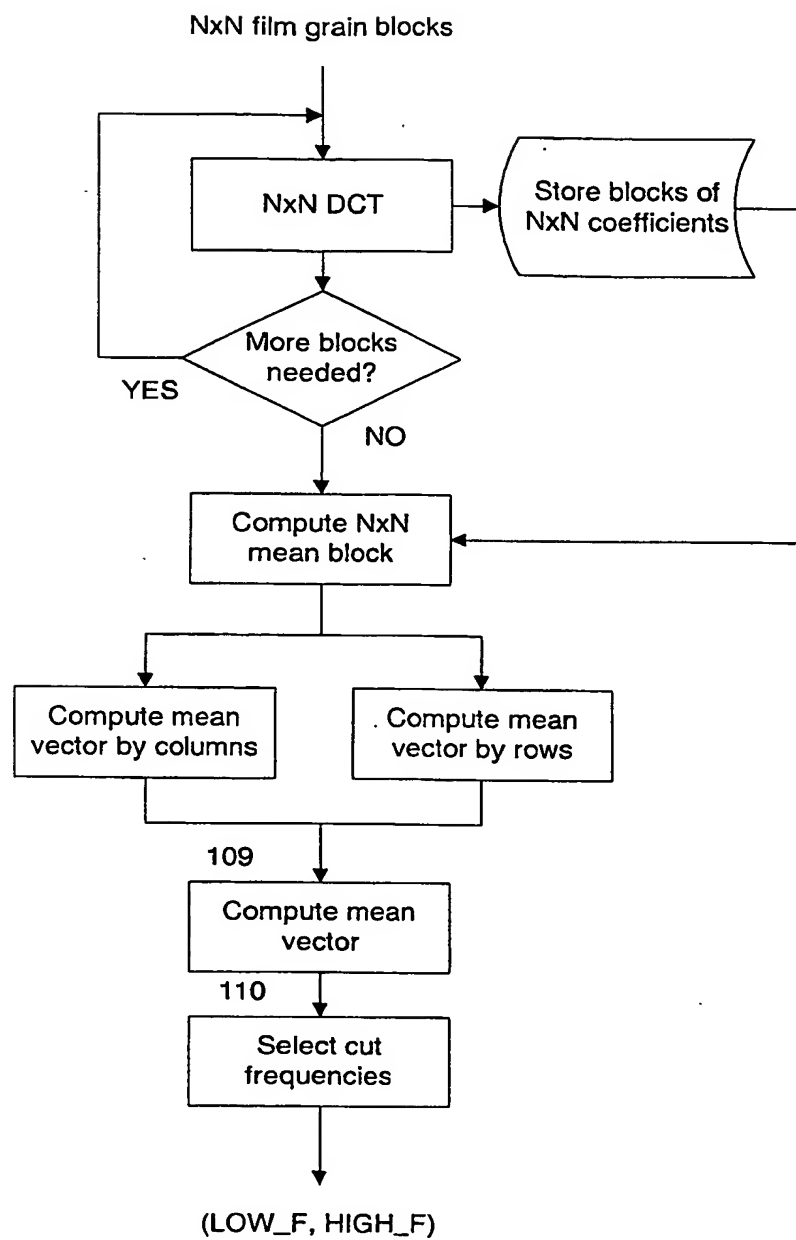 NxN film grain blocks
NxN DCT
Store blocks of
NxN coefficients
More blocks
needed?
YES
NO
Compute NxN
mean block
Compute mean
vector by columns
Compute mean
vector by rows
109
Compute mean
vector
110
Select cut
frequencies
(LOW_F, HIGH_F)